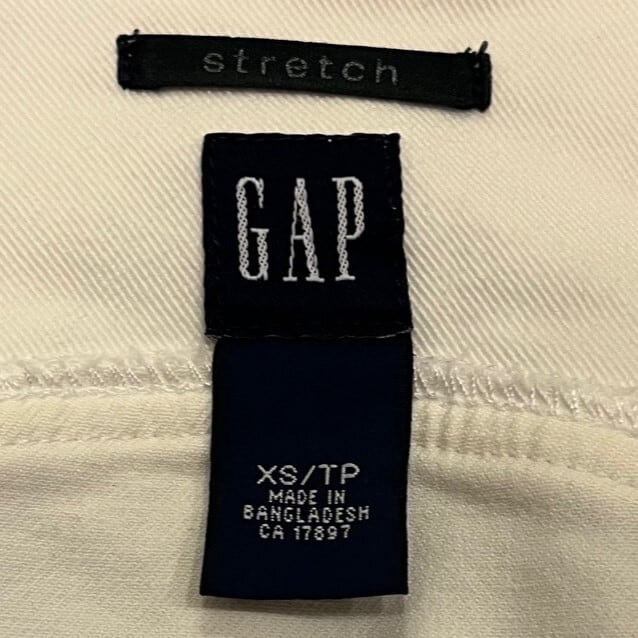 stretch
GAP
XS/TP
MADE IN
BANGLADESH
CA 17897